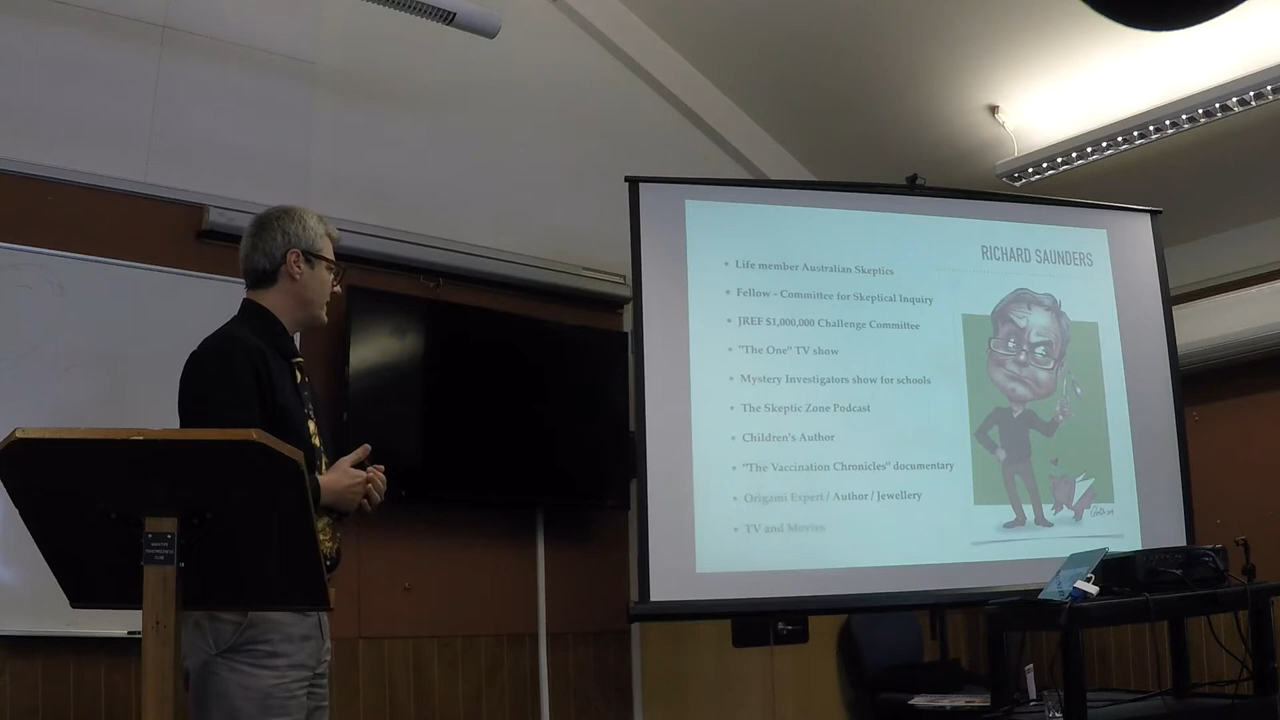 RICHARD SAUNDERS
• Life member Australian Skeptics
• Fellow - Committee for Skeptical Inquiry
• JREF $1,000,000 Challenge Committee
• "The One" TV show
• Mystery Investigators show for schools
• The Skeptic Zone Podcast
• Children's Author
• "The Vaccination Chronicles" documentary
• Origami Expert / Author / Jewellery
• TV and Movies